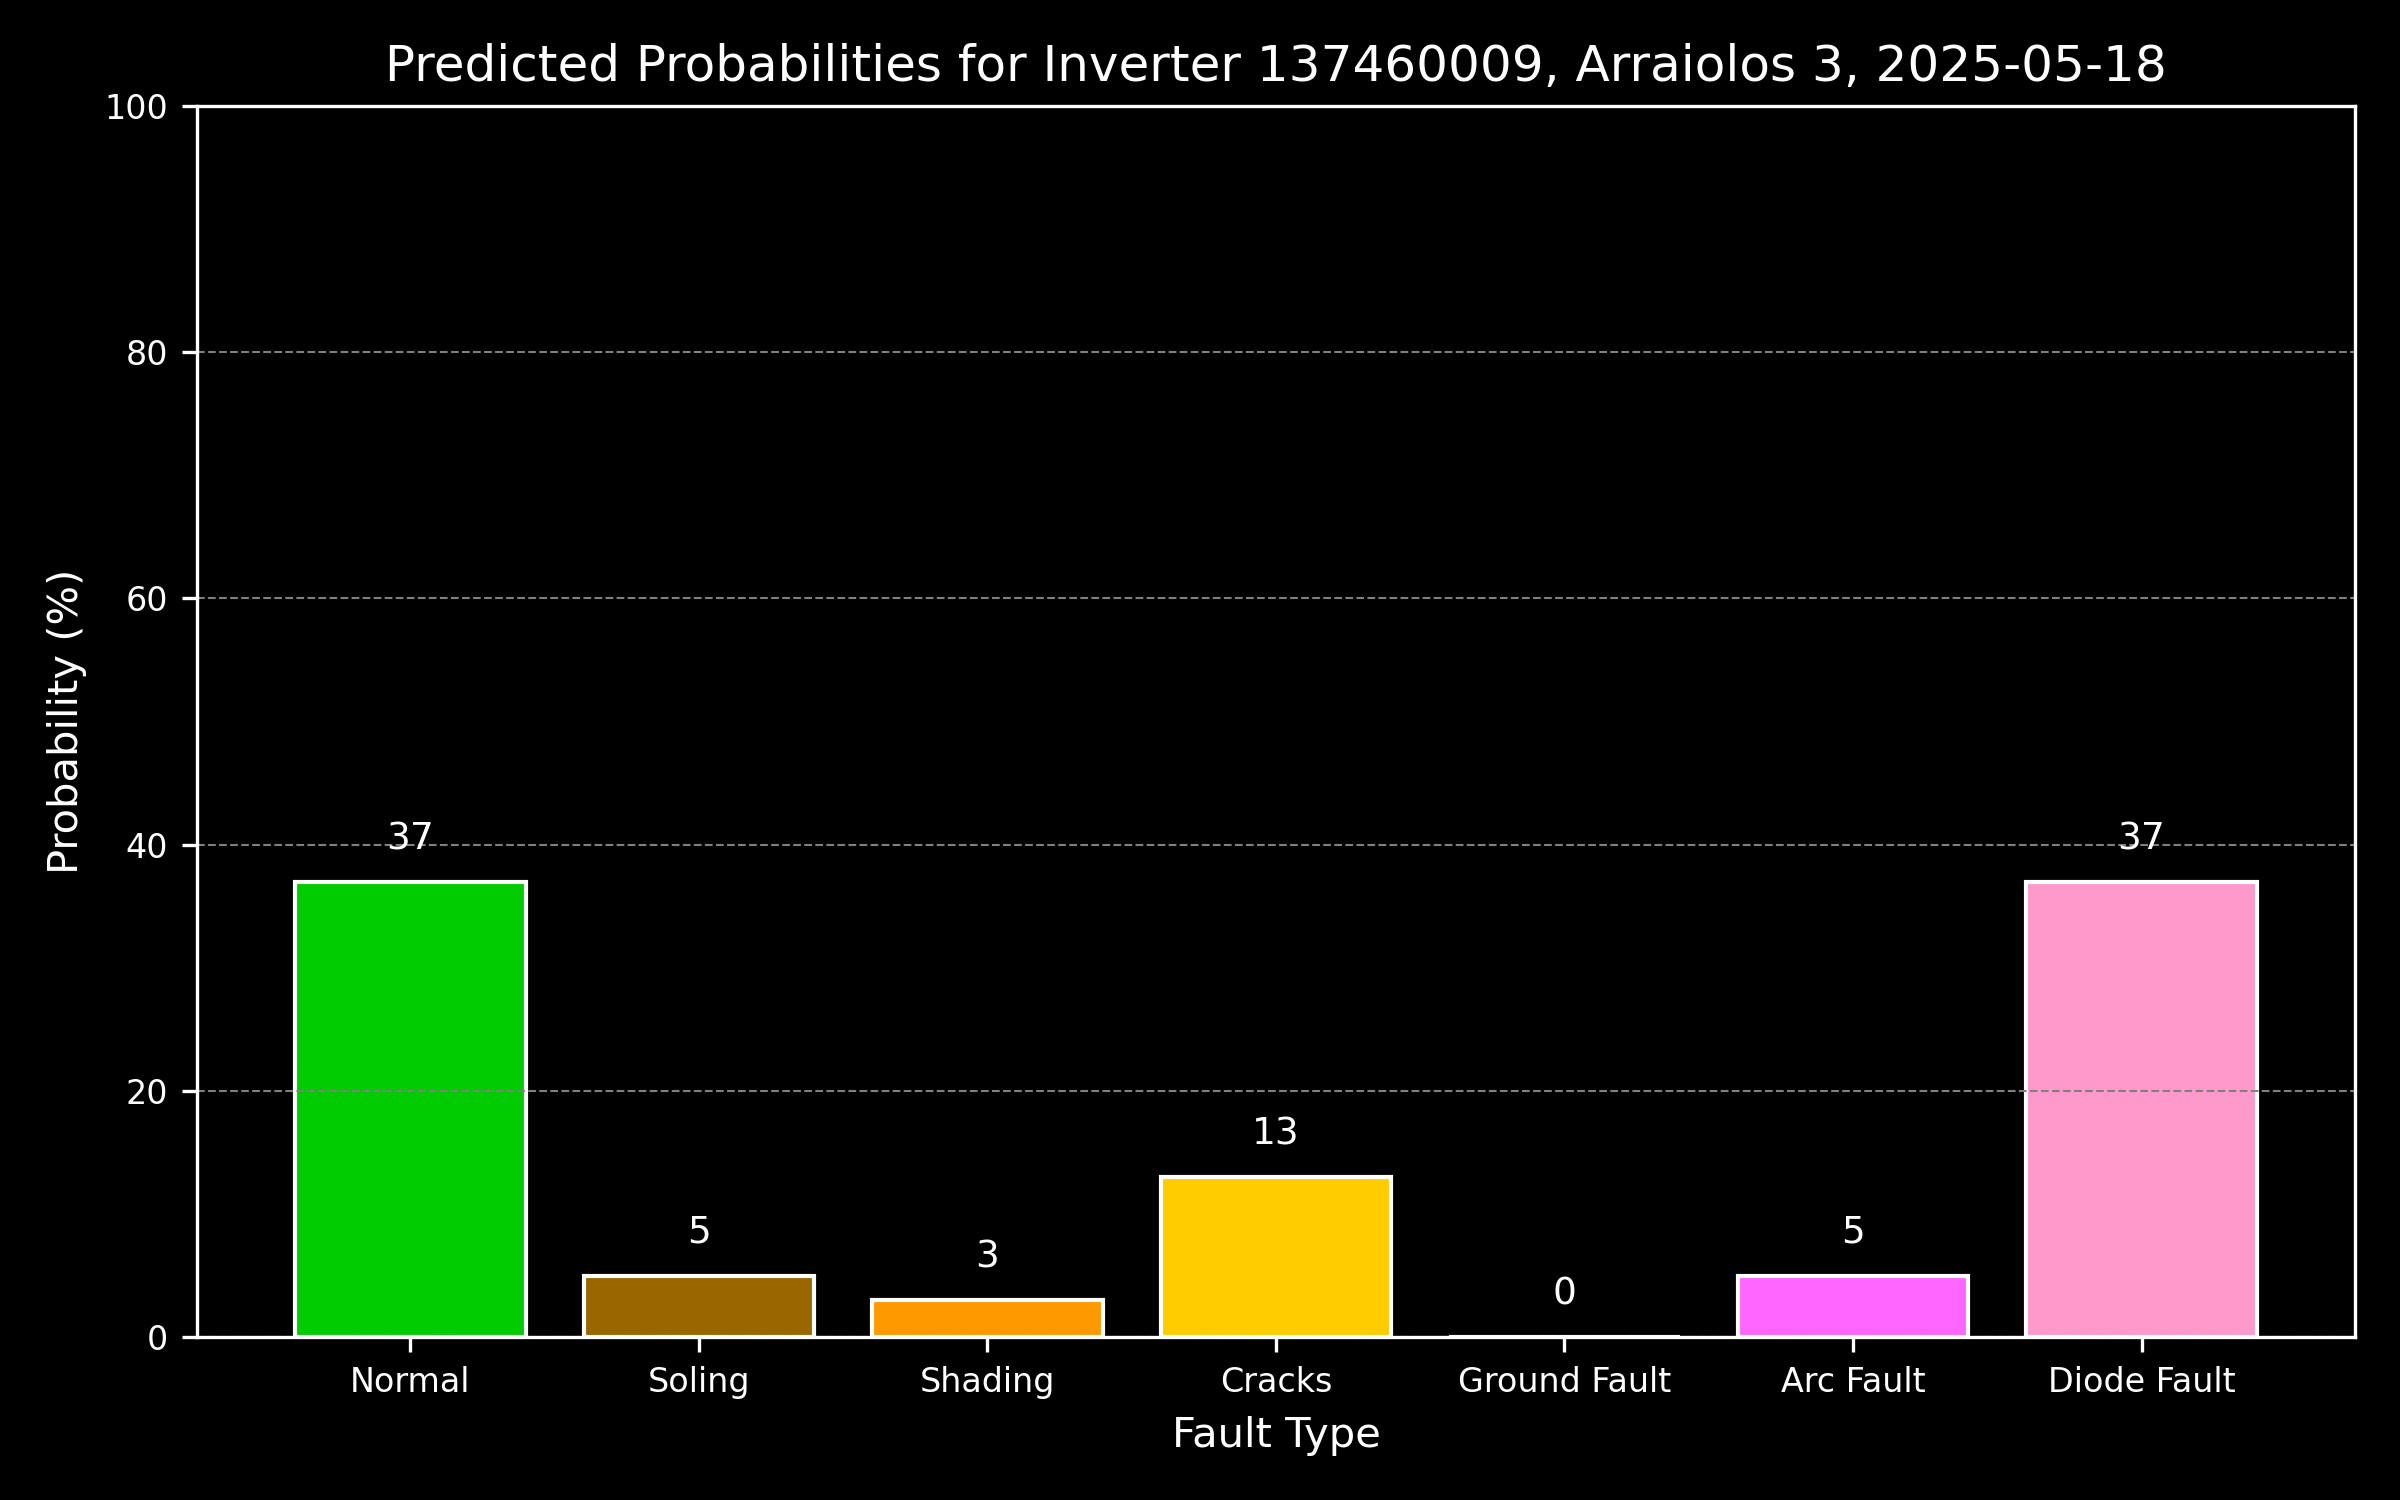 Predicted Probabilities for Inverter 137460009, Arraiolos 3, 2025-05-18
100
80
60
40
20
0
Probability (%)
37
5
3
13
0
5
37
Normal
Soling
Shading
Cracks
Ground Fault
Arc Fault
Diode Fault
Fault Type